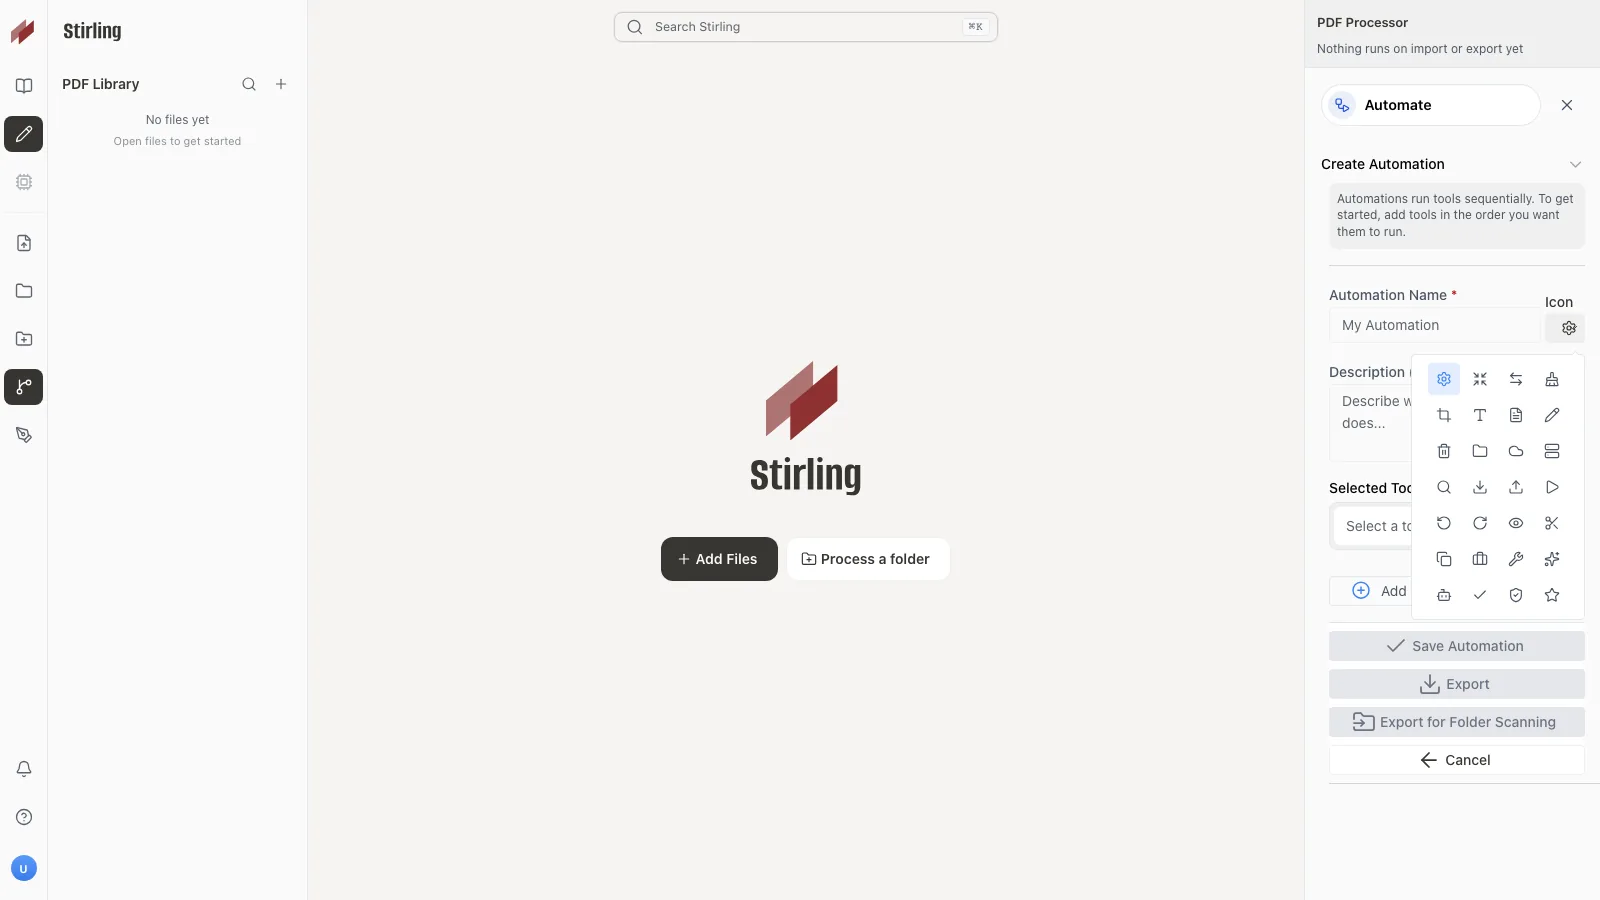 Stirling
Search Stirling
⌘K
PDF Library
No files yet
Open files to get started
Stirling
+ Add Files
Process a folder
U
PDF Processor
Nothing runs on import or export yet
Automate
Create Automation
Automations run tools sequentially. To get
started, add tools in the order you want
them to run.
Automation Name *
Icon
My Automation
Description
Describe
does...
Selected
Select a
Add
Save Automation
Export
Export for Folder Scanning
Cancel